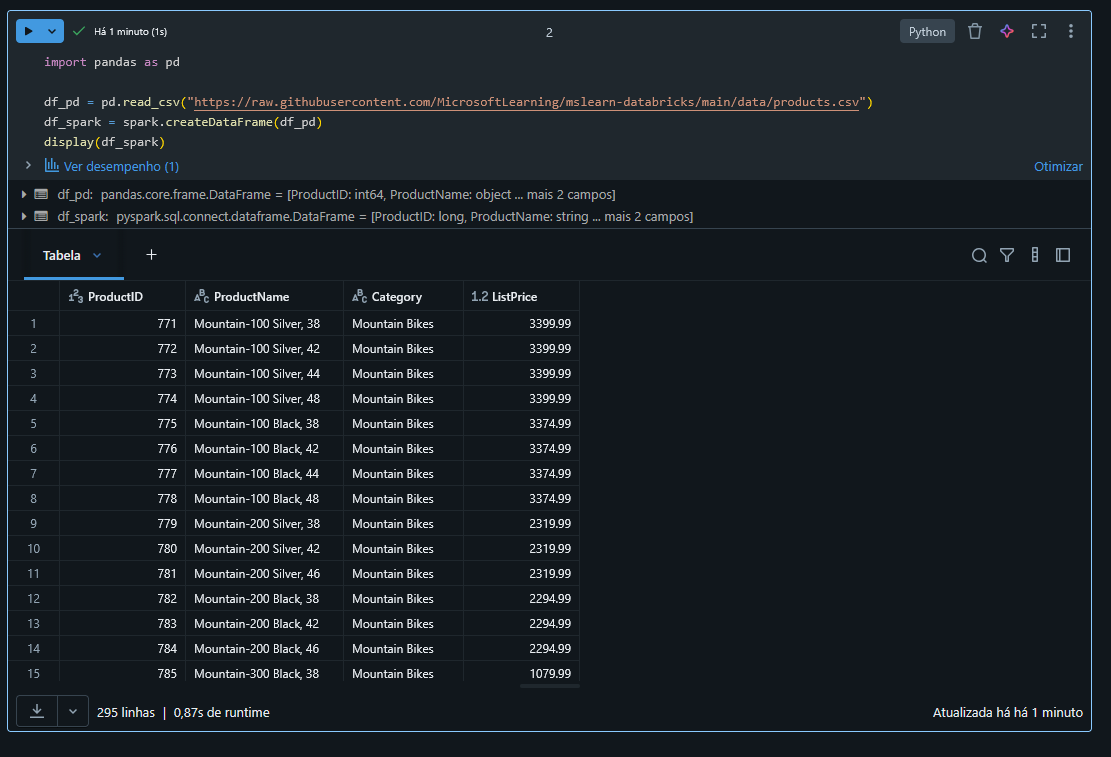 Há 1 minuto (1s)
2
Python
import pandas as pd
df_pd = pd.read_csv("https://raw.githubusercontent.com/MicrosoftLearning/mslearn-databricks/main/data/products.csv")
df_spark = spark.createDataFrame(df_pd)
display(df_spark)
Ver desempenho (1)
Otimizar
df_pd: pandas.core.frame.DataFrame = [ProductID: int64, ProductName: object ... mais 2 campos]
df_spark: pyspark.sql.connect.dataframe.DataFrame = [ProductID: long, ProductName: string ... mais 2 campos]
Tabela +
123 ProductID ABC ProductName ABC Category 1.2 ListPrice
1 771 Mountain-100 Silver, 38 Mountain Bikes 3399.99
2 772 Mountain-100 Silver, 42 Mountain Bikes 3399.99
3 773 Mountain-100 Silver, 44 Mountain Bikes 3399.99
4 774 Mountain-100 Silver, 48 Mountain Bikes 3399.99
5 775 Mountain-100 Black, 38 Mountain Bikes 3374.99
6 776 Mountain-100 Black, 42 Mountain Bikes 3374.99
7 777 Mountain-100 Black, 44 Mountain Bikes 3374.99
8 778 Mountain-100 Black, 48 Mountain Bikes 3374.99
9 779 Mountain-200 Silver, 38 Mountain Bikes 2319.99
10 780 Mountain-200 Silver, 42 Mountain Bikes 2319.99
11 781 Mountain-200 Silver, 46 Mountain Bikes 2319.99
12 782 Mountain-200 Black, 38 Mountain Bikes 2294.99
13 783 Mountain-200 Black, 42 Mountain Bikes 2294.99
14 784 Mountain-200 Black, 46 Mountain Bikes 2294.99
15 785 Mountain-300 Black, 38 Mountain Bikes 1079.99
295 linhas | 0,87s de runtime
Atualizada há há 1 minuto